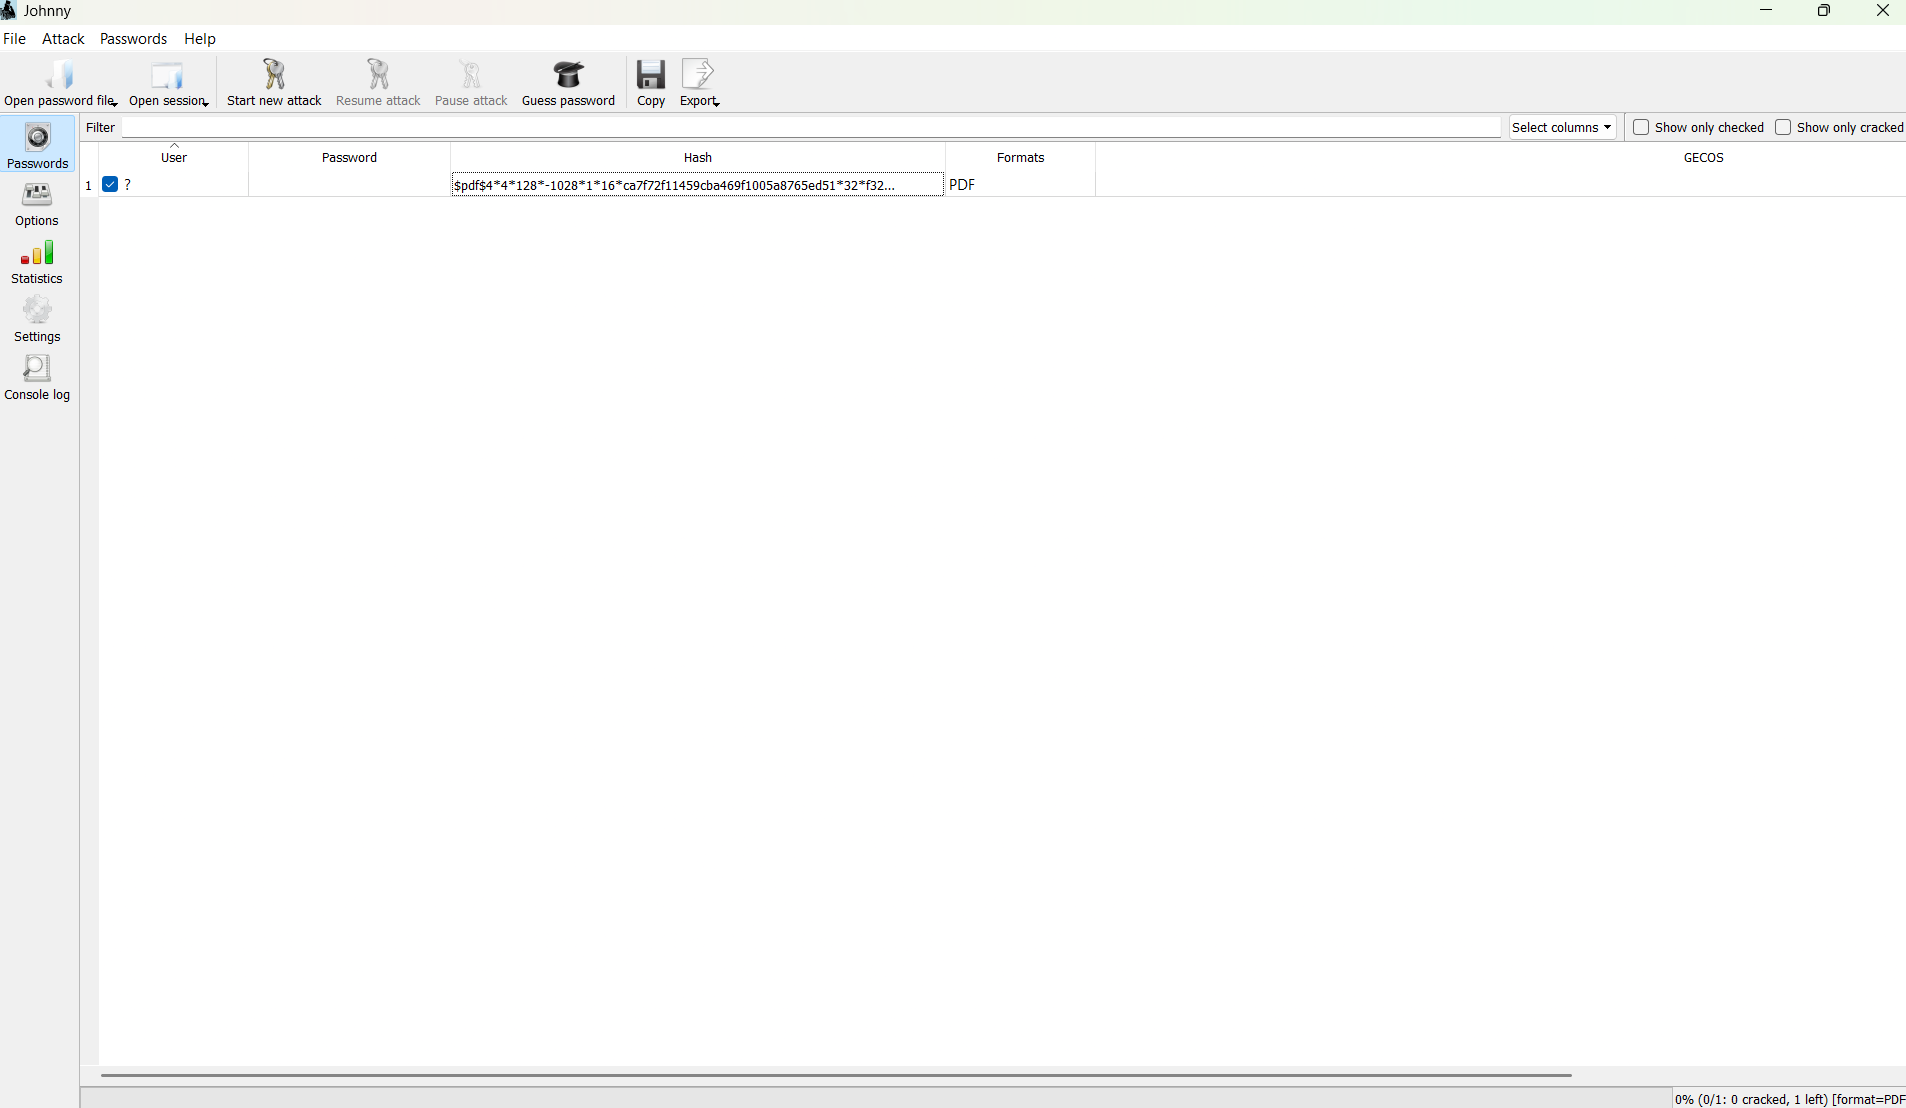 Johnny
File Attack Passwords Help
Open password file Open session Start new attack Resume attack Pause attack Guess password Copy Export
Passwords
Options
Statistics
Settings
Console log
Filter Select columns Show only checked Show only cracked
User Password Hash Formats GECOS
1 ? $pdf$4*4*128*-1028*1*16*ca7f72f11459cba469f1005a8765ed51*32*f32... PDF
0% (0/1: 0 cracked, 1 left) [format=PDF